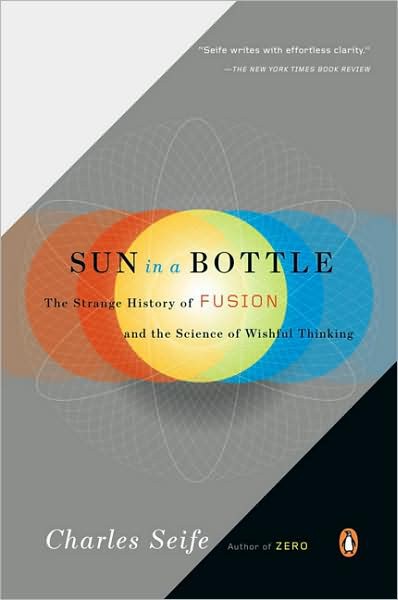 "Seife writes with effortless clarity."
—THE NEW YORK TIMES BOOK REVIEW
SUN in a BOTTLE
The Strange History of FUSION
and the Science of Wishful Thinking
Charles Seife Author of ZERO